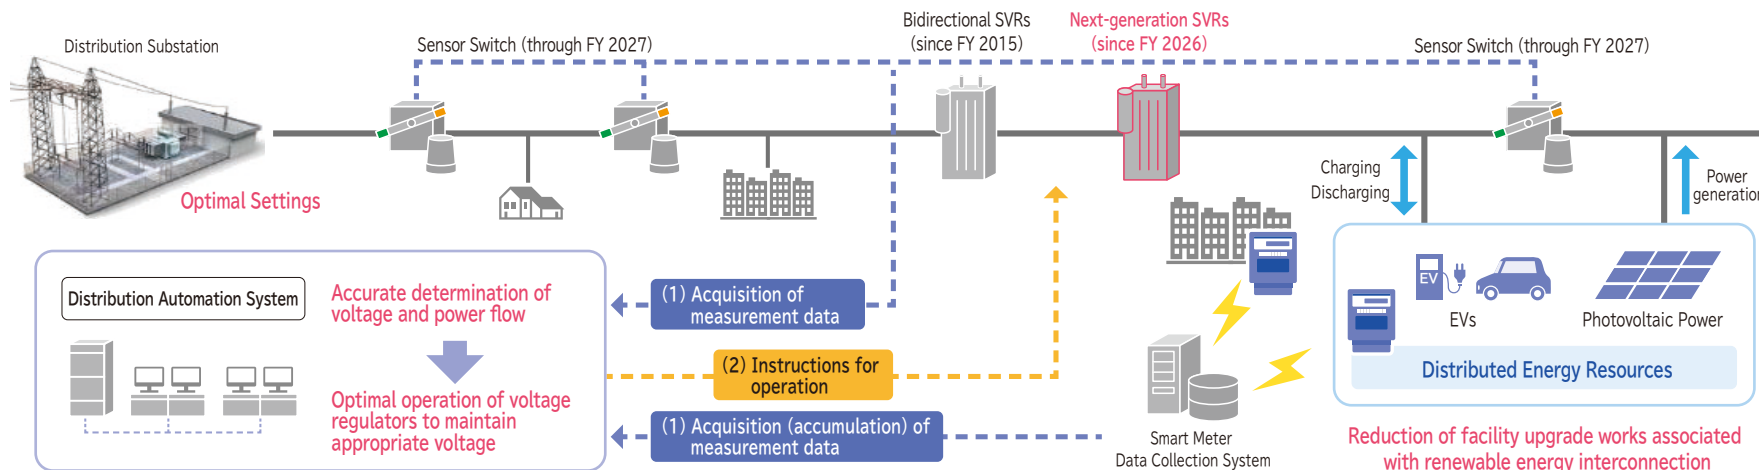 Distribution Substation
Sensor Switch (through FY 2027)
Bidirectional SVRs
(since FY 2015)
Next-generation SVRs
(since FY 2026)
Sensor Switch (through FY 2027)
Optimal Settings
Charging
Discharging
Power
generation
Distribution Automation System
Accurate determination of
voltage and power flow
Optimal operation of voltage
regulators to maintain
appropriate voltage
(1) Acquisition of
measurement data
(2) Instructions for
operation
(1) Acquisition (accumulation) of
measurement data
Smart Meter
Data Collection System
EV
EVs
Photovoltaic Power
Distributed Energy Resources
Reduction of facility upgrade works associated
with renewable energy interconnection